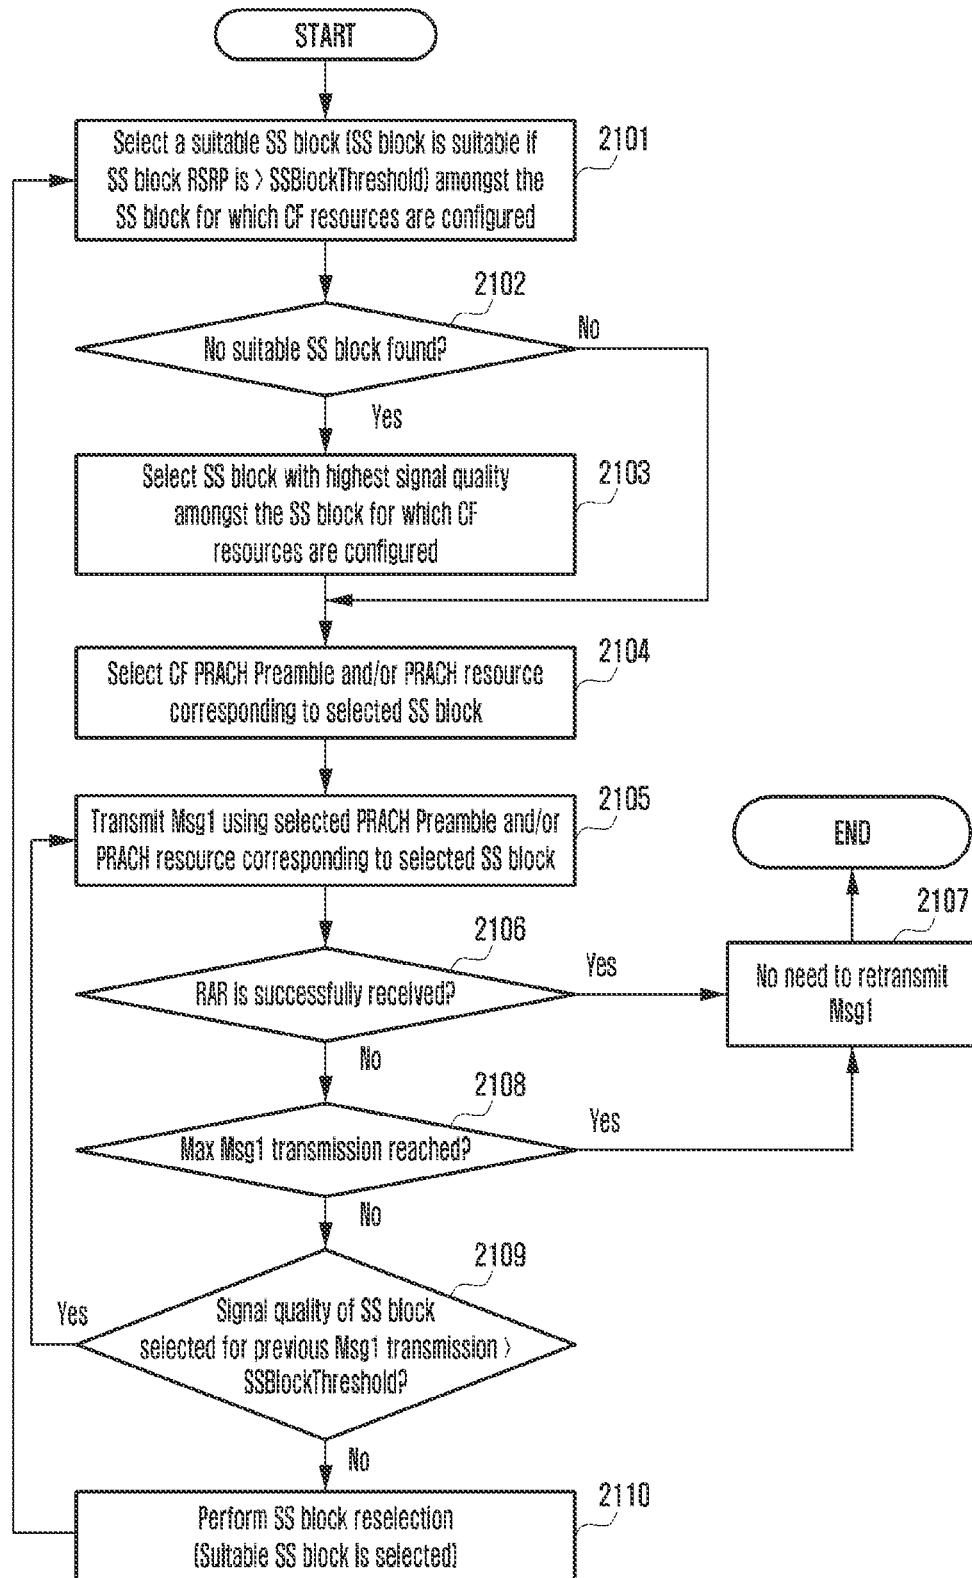 START
Select a suitable SS block (SS block is suitable if
SS block RSRP is > SSBlockThreshold) amongst the
SS block for which CF resources are configured
2101
2102
No suitable SS block found?
No
Yes
Select SS block with highest signal quality
amongst the SS block for which CF
resources are configured
2103
Select CF PRACH Preamble and/or PRACH resource
corresponding to selected SS block
2104
Transmit Msg1 using selected PRACH Preamble and/or
PRACH resource corresponding to selected SS block
2105
END
2106
RAR is successfully received?
Yes
No
2107
No need to retransmit
Msg1
2108
Max Msg1 transmission reached?
Yes
No
2109
Signal quality of SS block
selected for previous Msg1 transmission >
SSBlockThreshold?
Yes
No
Perform SS block reselection
(Suitable SS block is selected)
2110